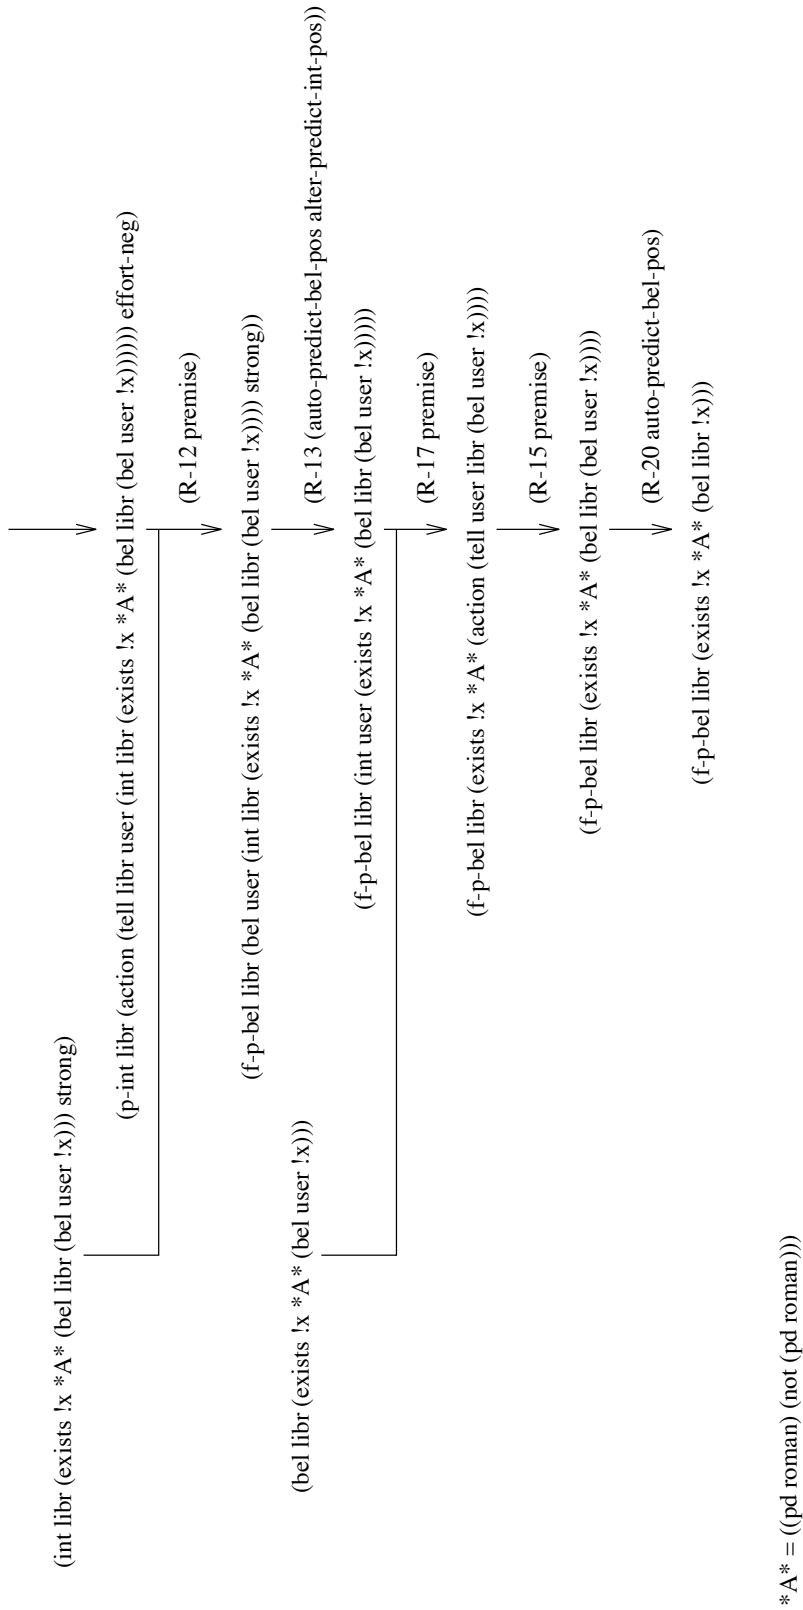 (int libr (exists !x *A* (bel libr (bel user !x))) strong)
(p-int libr (action (tell libr user (int libr (exists !x *A* (bel libr (bel user !x)))))) effort-neg)
(R-12 premise)
(f-p-bel libr (bel user (int libr (exists !x *A* (bel libr (bel user !x)))) strong))
(bel libr (exists !x *A* (bel user !x)))
(R-13 (auto-predict-bel-pos alter-predict-int-pos))
(f-p-bel libr (int user (exists !x *A* (bel libr (bel user !x)))))
(R-17 premise)
(f-p-bel libr (exists !x *A* (action (tell user libr (bel user !x))))
(R-15 premise)
(f-p-bel libr (exists !x *A* (bel libr (bel user !x))))
(R-20 auto-predict-bel-pos)
(f-p-bel libr (exists !x *A* (bel libr !x)))
*A* = ((pd roman) (not (pd roman)))